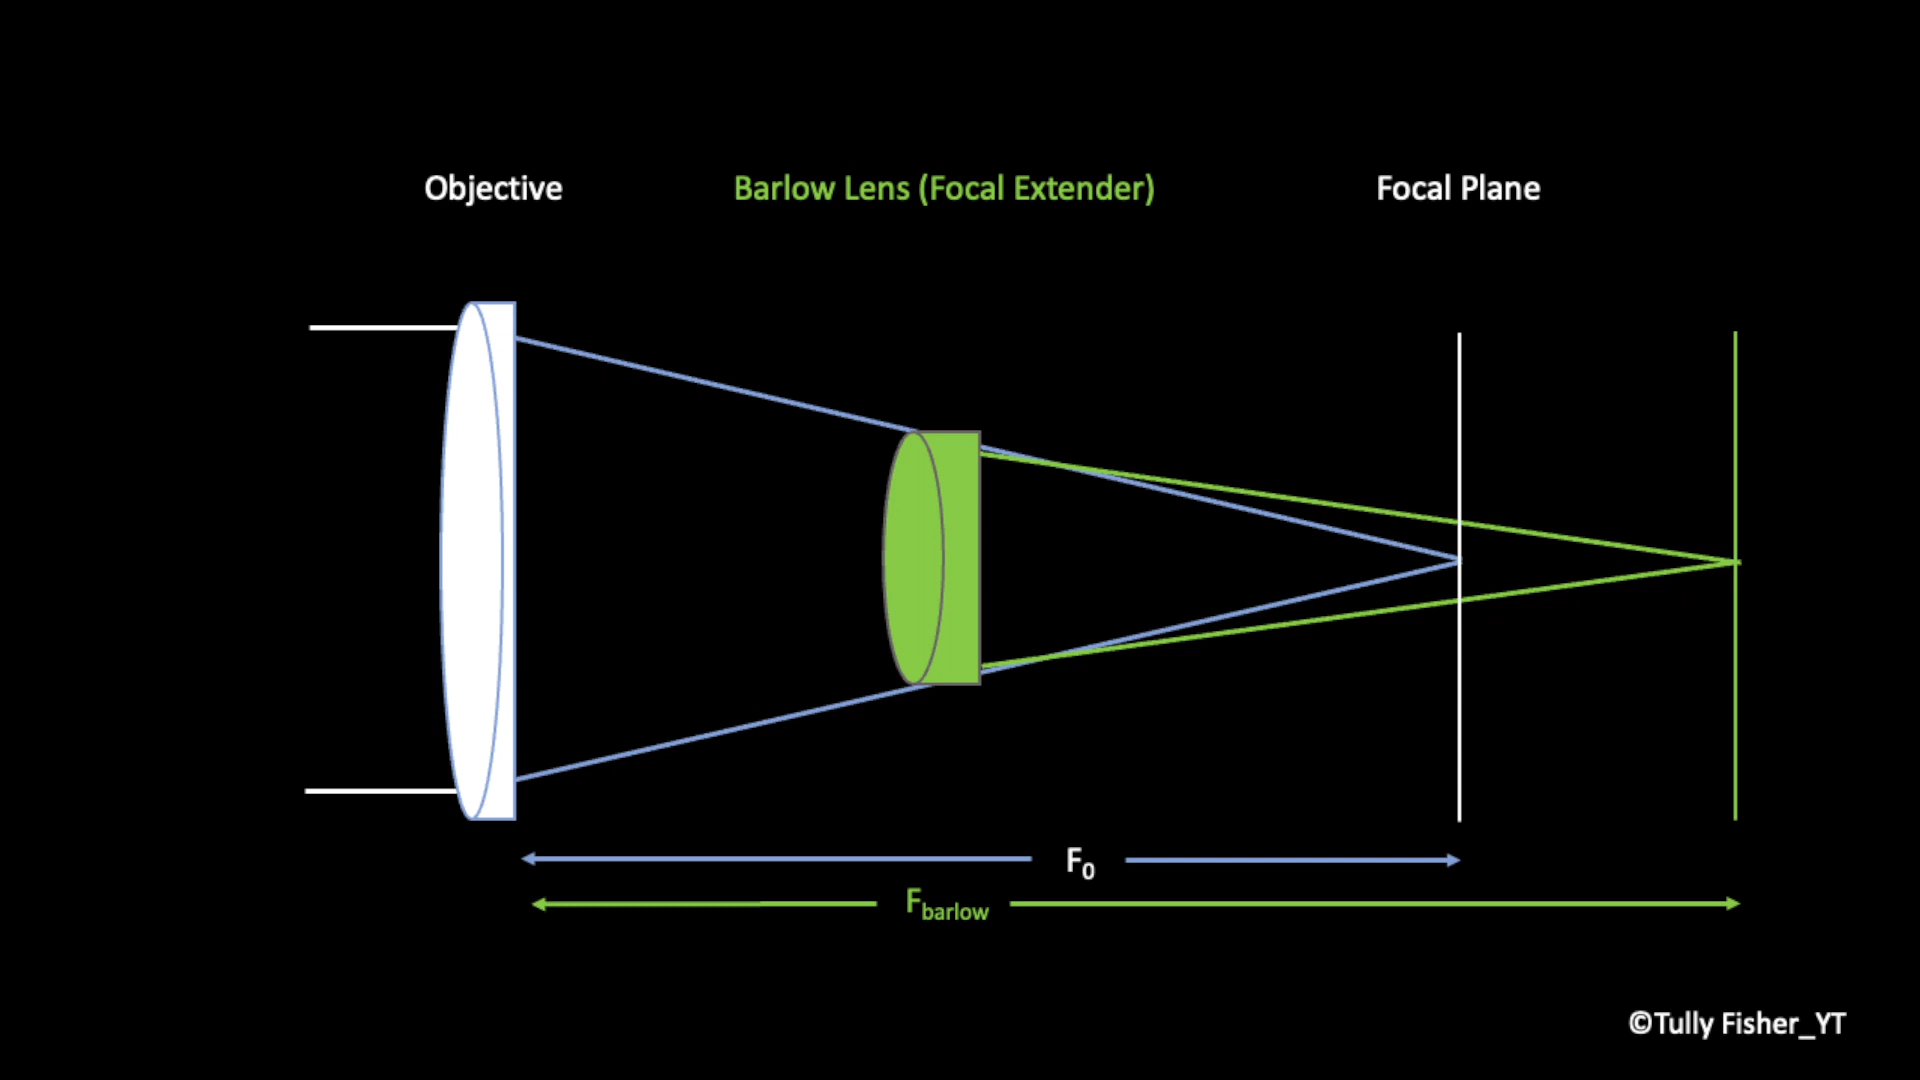 Objective
Barlow Lens (Focal Extender)
Focal Plane
F0
Fbarlow
©Tully Fisher_YT